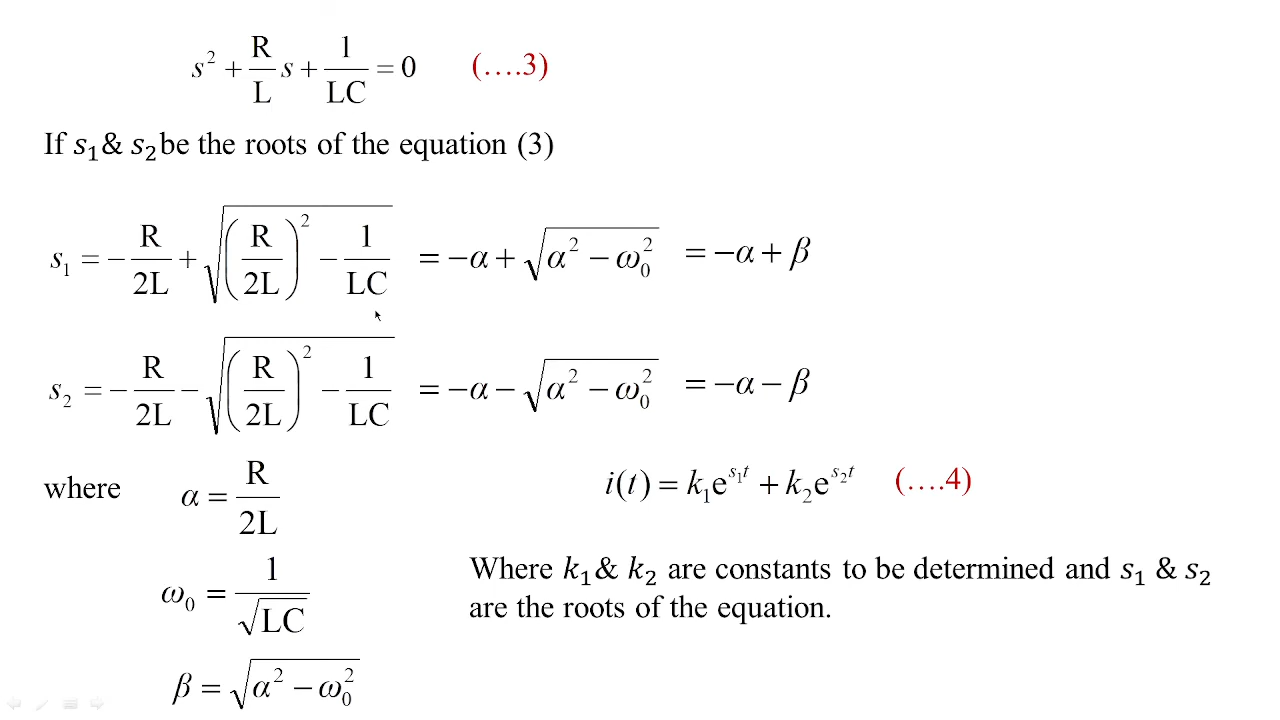 s² + R/L s + 1/LC = 0 (....3)
If s₁ & s₂ be the roots of the equation (3)
s₁ = −R/2L + √((R/2L)² − 1/LC) = −α + √(α² − ω₀²) = −α + β
s₂ = −R/2L − √((R/2L)² − 1/LC) = −α − √(α² − ω₀²) = −α − β
where α = R/2L
ω₀ = 1/√LC
β = √(α² − ω₀²)
i(t) = k₁e^{s₁t} + k₂e^{s₂t} (....4)
Where k₁ & k₂ are constants to be determined and s₁ & s₂
are the roots of the equation.